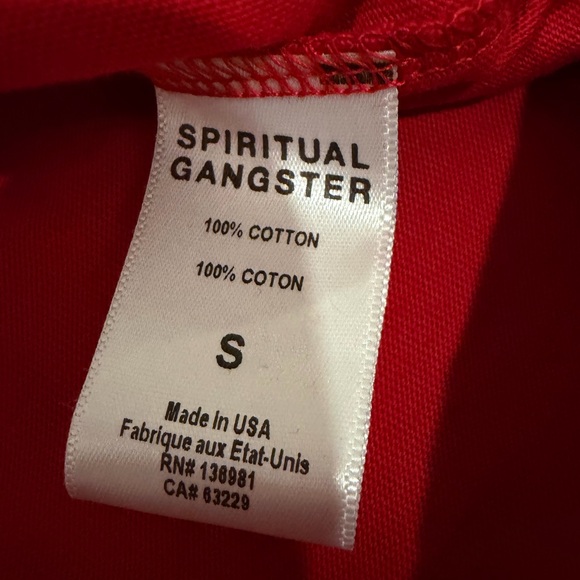 SPIRITUAL
GANGSTER
100% COTTON
100% COTON
S
Made In USA
Fabrique aux Etat-Unis
RN# 136981
CA# 63229